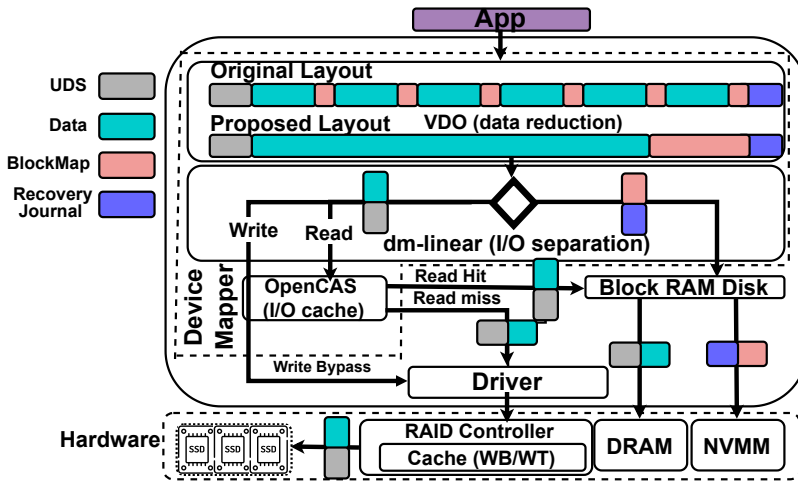 App
UDS
Data
BlockMap
Recovery
Journal
Original Layout
Proposed Layout
VDO (data reduction)
Write
Read
dm-linear (I/O separation)
Device
Mapper
OpenCAS
(I/O cache)
Read Hit
Read miss
Block RAM Disk
Write Bypass
Driver
Hardware
SSD
SSD
SSD
RAID Controller
Cache (WB/WT)
DRAM
NVMM